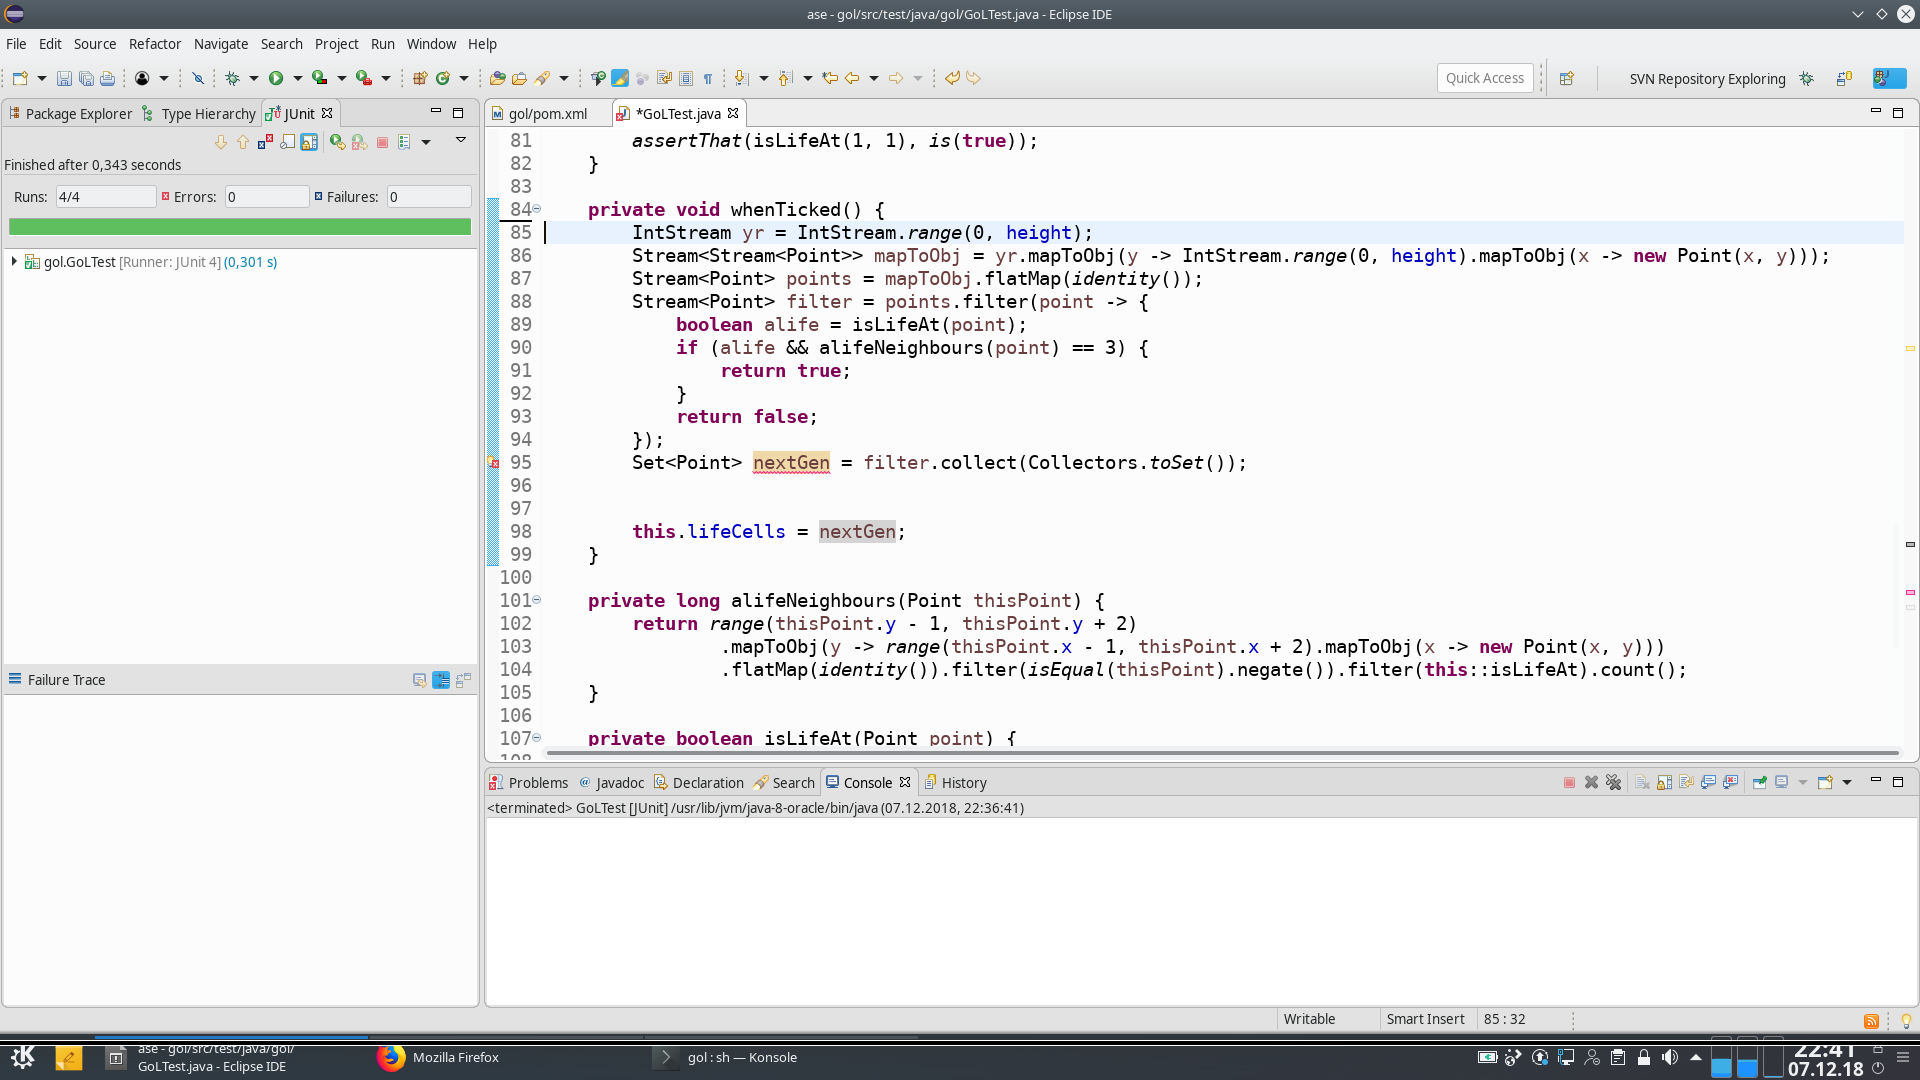 ase - gol/src/test/java/gol/GoLTest.java - Eclipse IDE
File Edit Source Refactor Navigate Search Project Run Window Help
Quick Access
SVN Repository Exploring
Package Explorer Type Hierarchy JUnit
Finished after 0,343 seconds
Runs: 4/4 Errors: 0 Failures: 0
gol.GoLTest [Runner: JUnit 4] (0,301 s)
Failure Trace
gol/pom.xml *GoLTest.java
81 assertThat(isLifeAt(1, 1), is(true));
82 }
83
84 private void whenTicked() {
85 IntStream yr = IntStream.range(0, height);
86 Stream<Stream<Point>> mapToObj = yr.mapToObj(y -> IntStream.range(0, height).mapToObj(x -> new Point(x, y)));
87 Stream<Point> points = mapToObj.flatMap(identity());
88 Stream<Point> filter = points.filter(point -> {
89 boolean alife = isLifeAt(point);
90 if (alife && alifeNeighbours(point) == 3) {
91 return true;
92 }
93 return false;
94 });
95 Set<Point> nextGen = filter.collect(Collectors.toSet());
96
97
98 this.lifeCells = nextGen;
99 }
100
101 private long alifeNeighbours(Point thisPoint) {
102 return range(thisPoint.y - 1, thisPoint.y + 2)
103 .mapToObj(y -> range(thisPoint.x - 1, thisPoint.x + 2).mapToObj(x -> new Point(x, y)))
104 .flatMap(identity()).filter(isEqual(thisPoint).negate()).filter(this::isLifeAt).count();
105 }
106
107 private boolean isLifeAt(Point point) {
108
Problems Javadoc Declaration Search Console History
<terminated> GoLTest [JUnit] /usr/lib/jvm/java-8-oracle/bin/java (07.12.2018, 22:36:41)
Writable Smart Insert 85 : 32
ase - gol/src/test/java/gol/
GoLTest.java - Eclipse IDE
Mozilla Firefox
gol : sh — Konsole
22:41
07.12.18